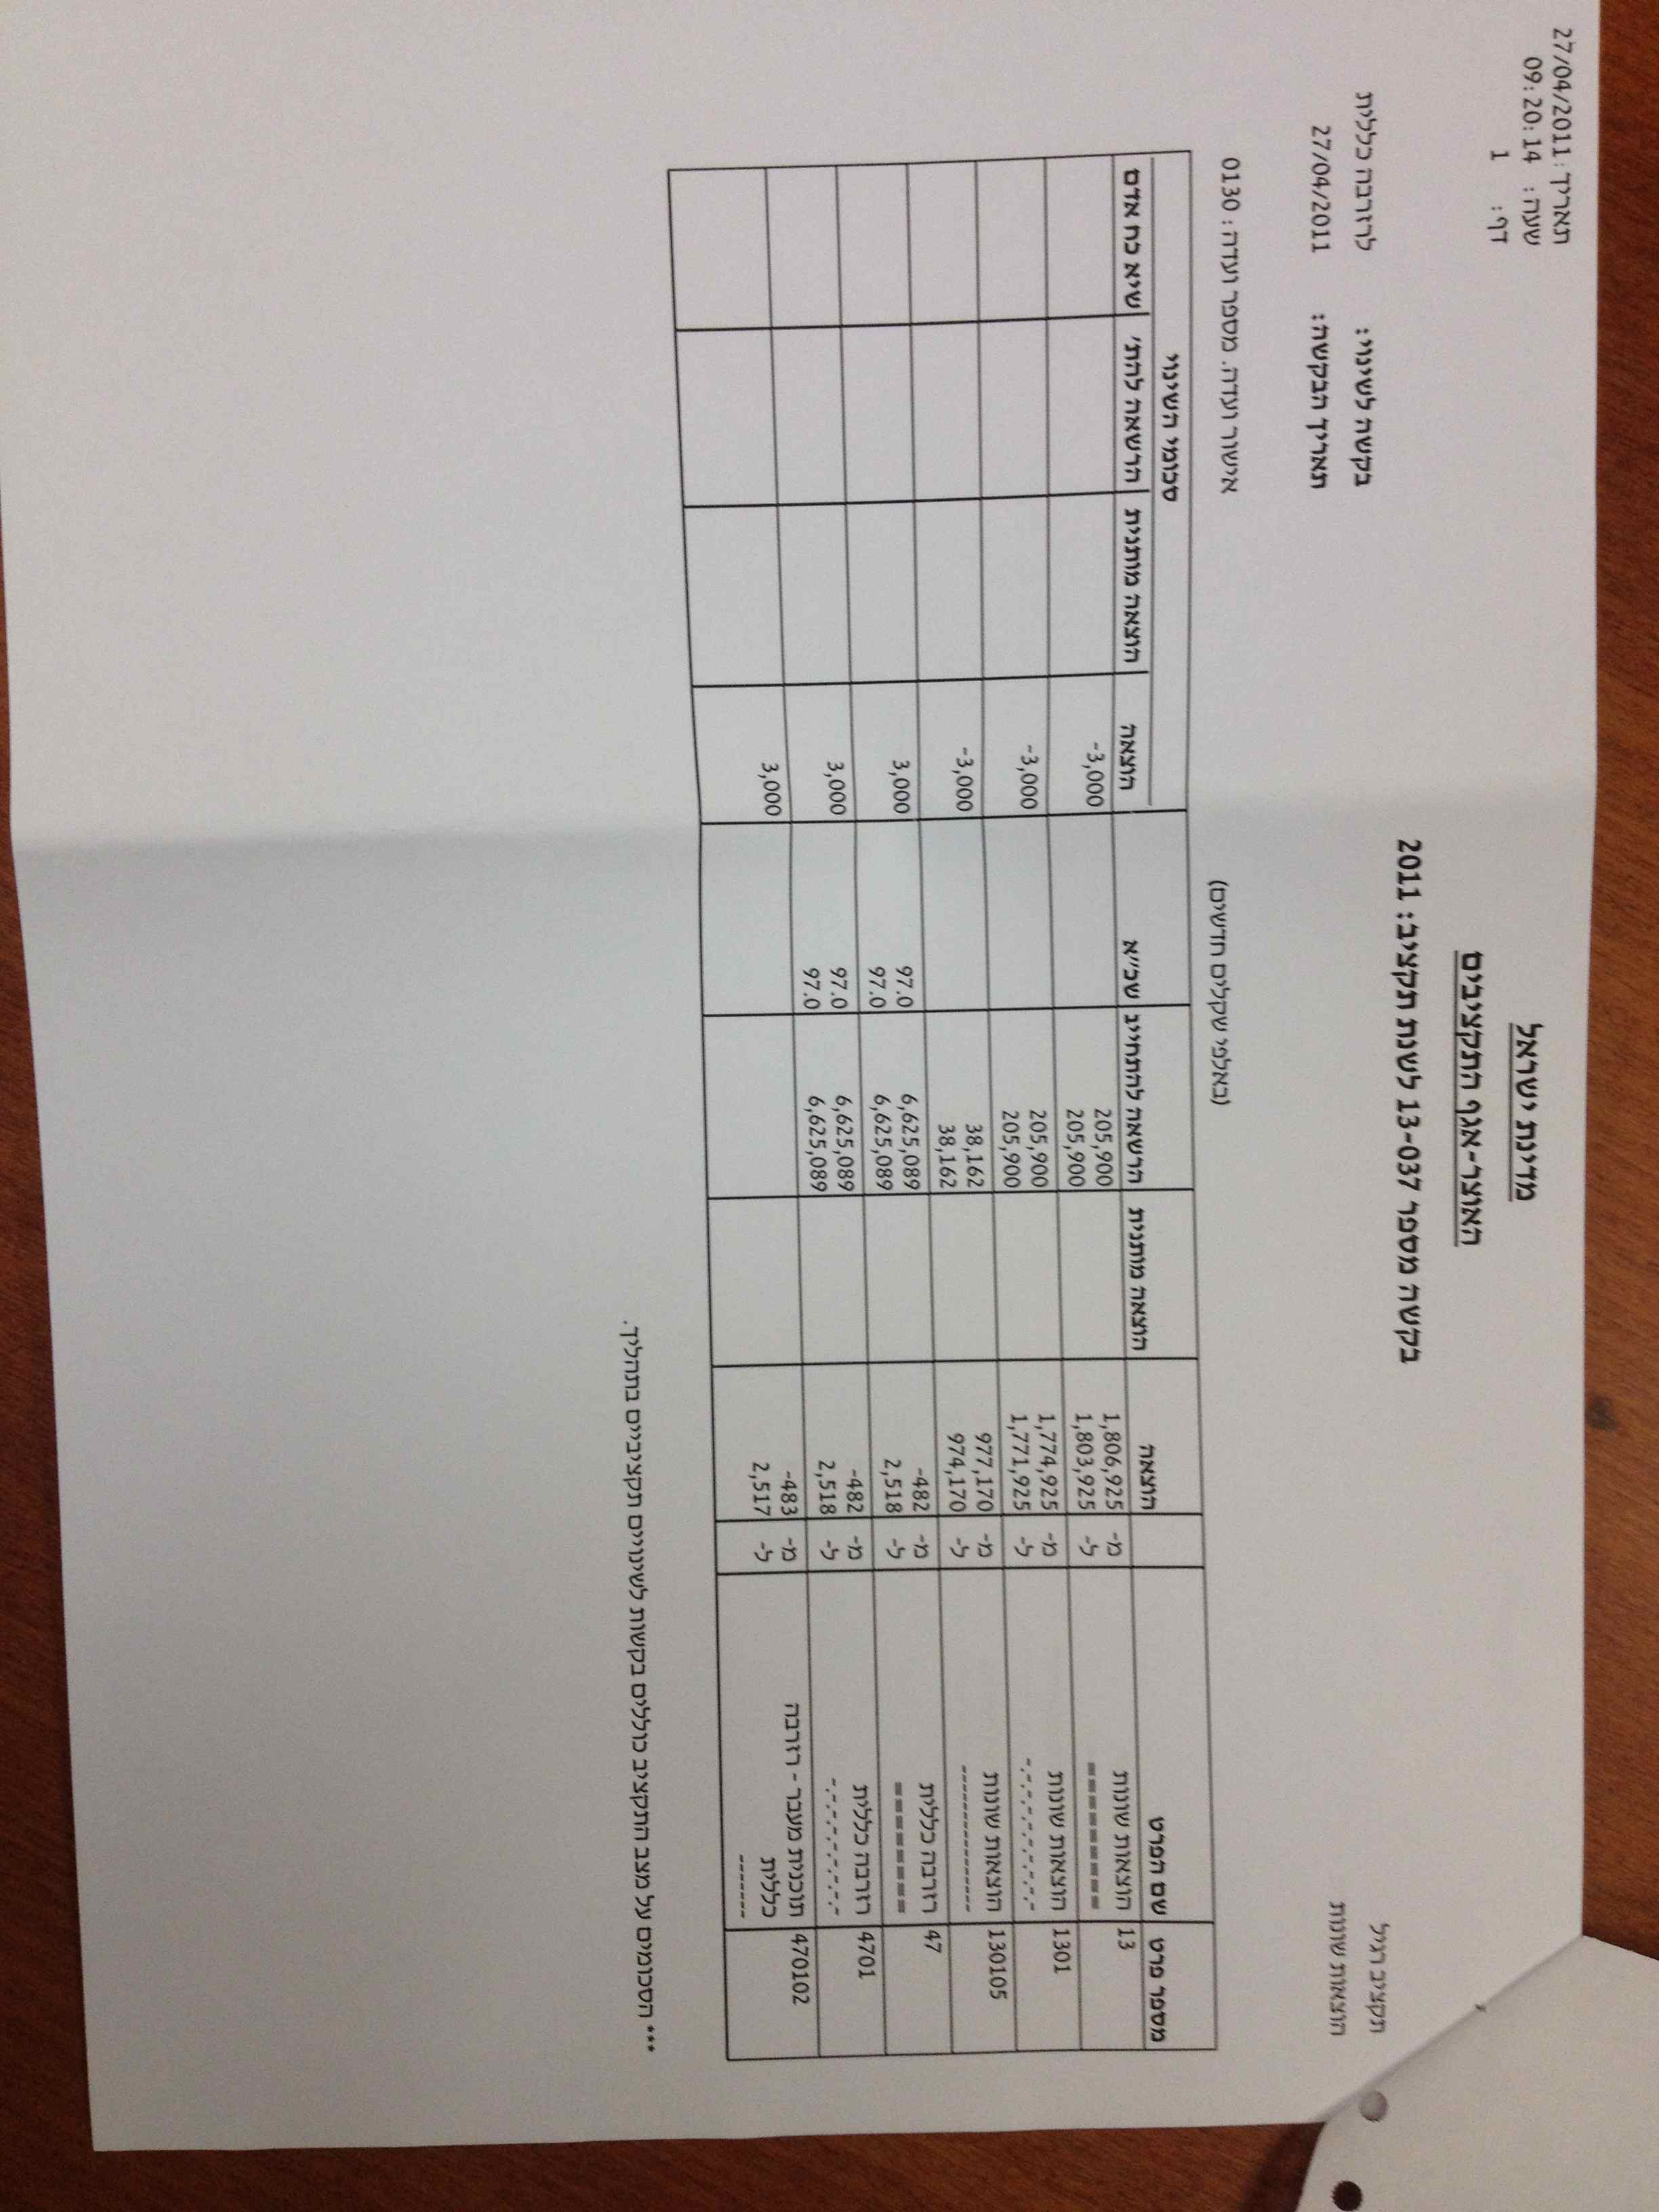 תאריך: 27/04/2011
שעה: 09:20:14
דף: 1
מדינת ישראל
האוצר-אגף התקציבים
בקשה מספר 13-037 לשנת תקציב: 2011
תקציב רגיל
הוצאות שונות
בקשה לשינוי: לרזרבה כללית
תאריך הבקשה: 27/04/2011
(באלפי שקלים חדשים)
אישור ועדה. מספר ועדה: 0130
סכומי השינוי
מספר פרט שם הפרט הוצאה הוצאה מותנית הרשאה להתחייב שכ"א הוצאה הוצאה מותנית הרשאה להתח' שיא כח אדם
13 הוצאות שונות מ- 1,806,925 205,900 -3,000
======== ל- 1,803,925 205,900
1301 הוצאות שונות מ- 1,774,925 205,900 -3,000
-.-.-.-.-.-.-.- ל- 1,771,925 205,900
130105 הוצאות שונות מ- 977,170 38,162 -3,000
------------- ל- 974,170 38,162
47 רזרבה כללית מ- -482 6,625,089 97.0 3,000
======== ל- 2,518 6,625,089 97.0
4701 רזרבה כללית מ- -482 6,625,089 97.0 3,000
-.-.-.-.-.-.-.- ל- 2,518 6,625,089 97.0
470102 תוכנית מעבר - רזרבה מ- -483 3,000
כללית ל- 2,517
------
*** הסכומים על מצב התקציב כוללים בקשות לשינויים תקציביים בתהליך.